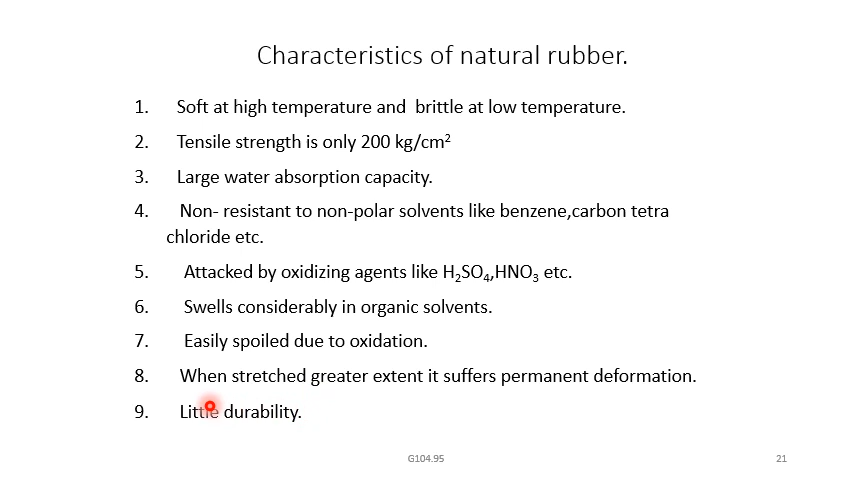 Characteristics of natural rubber.
1. Soft at high temperature and brittle at low temperature.
2. Tensile strength is only 200 kg/cm²
3. Large water absorption capacity.
4. Non- resistant to non-polar solvents like benzene,carbon tetra
chloride etc.
5. Attacked by oxidizing agents like H₂SO₄,HNO₃ etc.
6. Swells considerably in organic solvents.
7. Easily spoiled due to oxidation.
8. When stretched greater extent it suffers permanent deformation.
9. Little durability.
G104.95 21